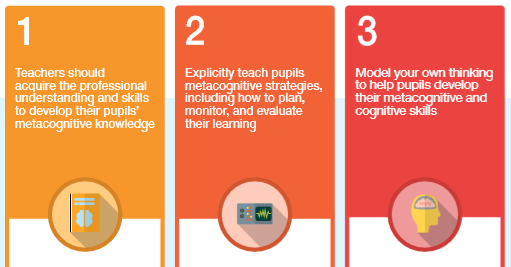 1
Teachers should
acquire the professional
understanding and skills
to develop their pupils'
metacognitive knowledge
2
Explicitly teach pupils
metacognitive strategies,
including how to plan,
monitor, and evaluate
their learning
3
Model your own thinking
to help pupils develop
their metacognitive and
cognitive skills